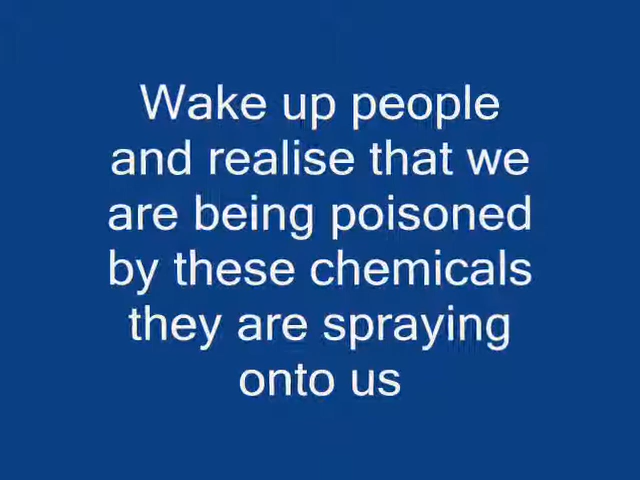 Wake up people
and realise that we
are being poisoned
by these chemicals
they are spraying
onto us